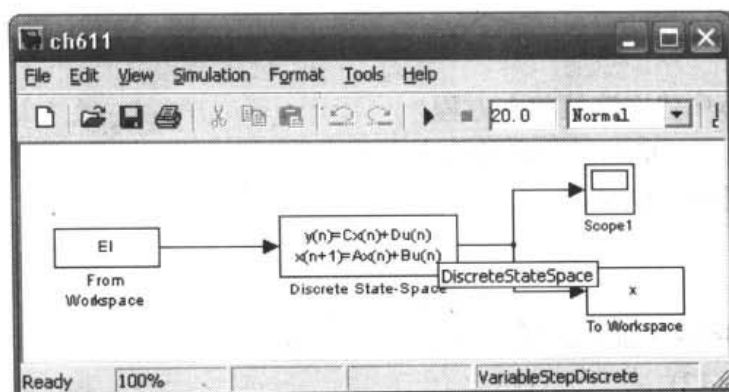 ch611
File Edit View Simulation Format Tools Help
20.0 Normal
EI
From
Workspace
y(n)=Cx(n)+Du(n)
x(n+1)=Ax(n)+Bu(n)
Discrete State-Space
DiscreteStateSpace
Scope1
x
To Workspace
Ready 100% VariableStepDiscrete